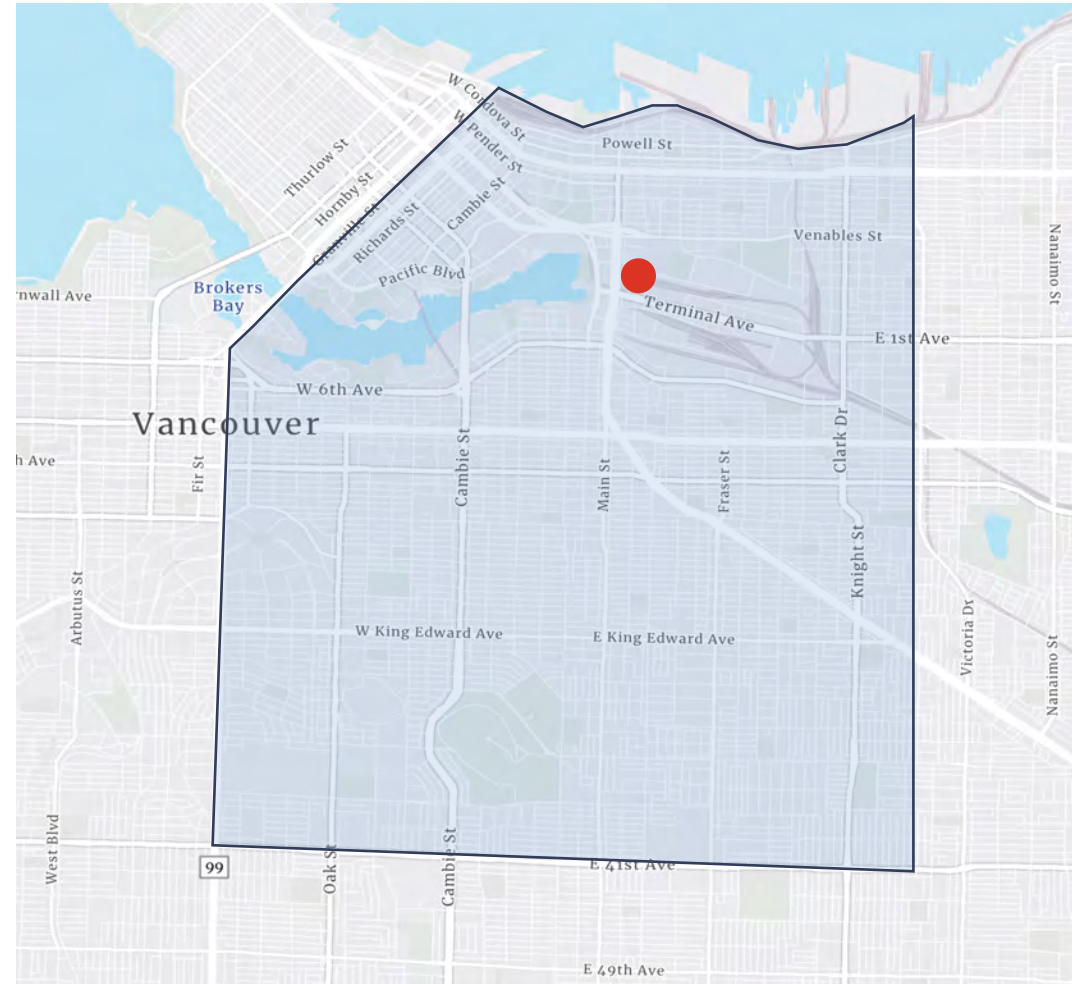 W Cordova St
W Pender St
Powell St
Thurlow St
Hornby St
Granville St
Richards St
Cambie St
Venables St
Nanaimo St
Pacific Blvd
rnwall Ave
Brokers
Bay
Terminal Ave
E 1st Ave
W 6th Ave
Vancouver
h Ave
Fir St
Cambie St
Main St
Fraser St
Clark Dr
Knight St
Arbutus St
W King Edward Ave
E King Edward Ave
Victoria Dr
Nanaimo St
West Blvd
99
Oak St
Cambie St
E 41st Ave
E 49th Ave